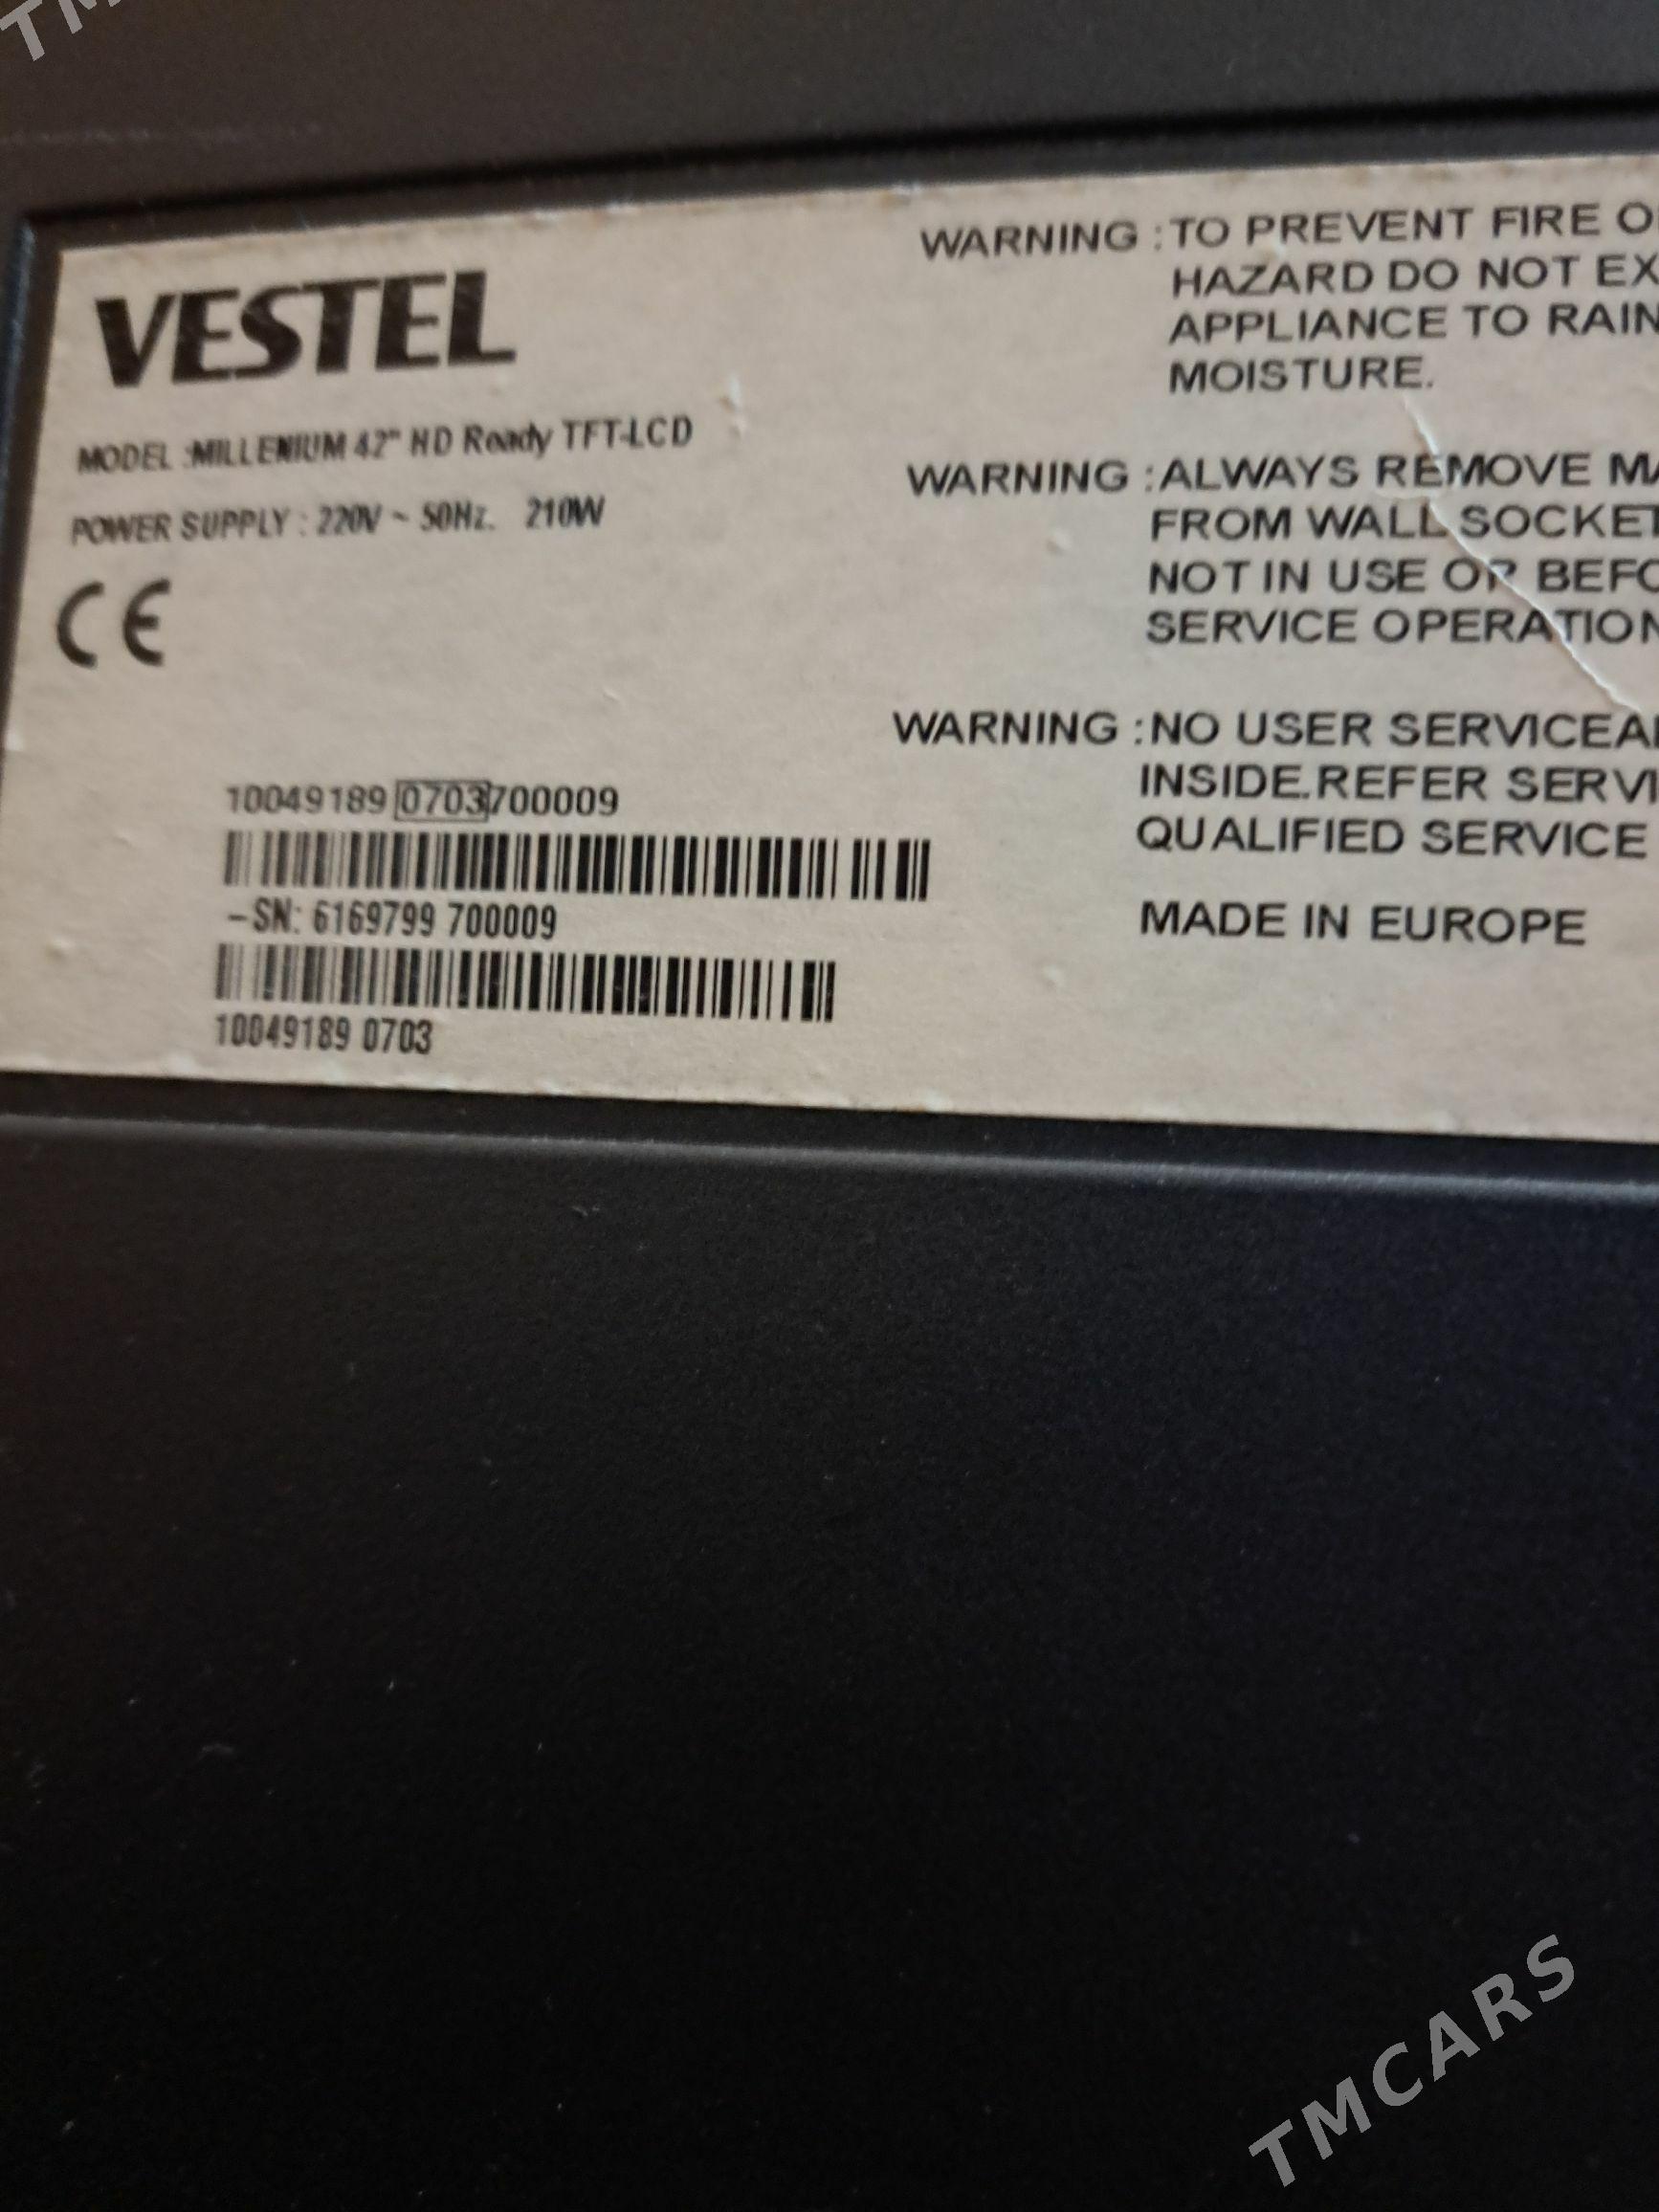 TM
VESTEL
MODEL :MILLENIUM 42" HD Ready TFT-LCD
POWER SUPPLY : 220V ~ 50Hz. 210W
CE
10049189 0703 700009
-SN: 6169799 700009
10049189 0703
WARNING : TO PREVENT FIRE O
HAZARD DO NOT EX
APPLIANCE TO RAIN
MOISTURE.
WARNING : ALWAYS REMOVE MA
FROM WALL SOCKET
NOT IN USE OR BEFO
SERVICE OPERATION
WARNING : NO USER SERVICEA
INSIDE.REFER SERVI
QUALIFIED SERVICE
MADE IN EUROPE
TMCARS